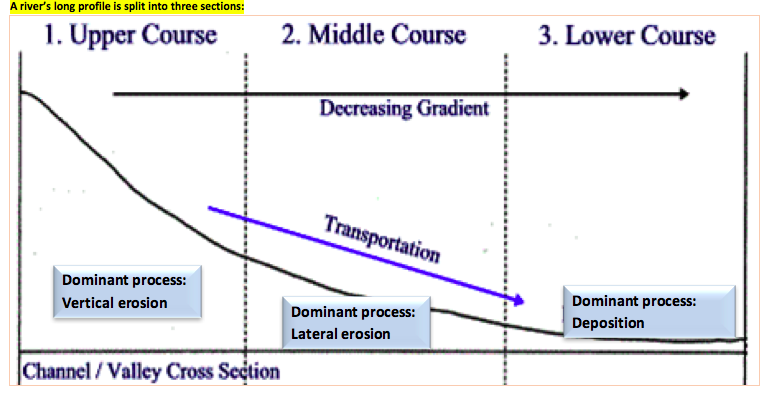 A river's long profile is split into three sections:
1. Upper Course
2. Middle Course
3. Lower Course
Decreasing Gradient
Transportation
Dominant process:
Vertical erosion
Dominant process:
Lateral erosion
Dominant process:
Deposition
Channel / Valley Cross Section